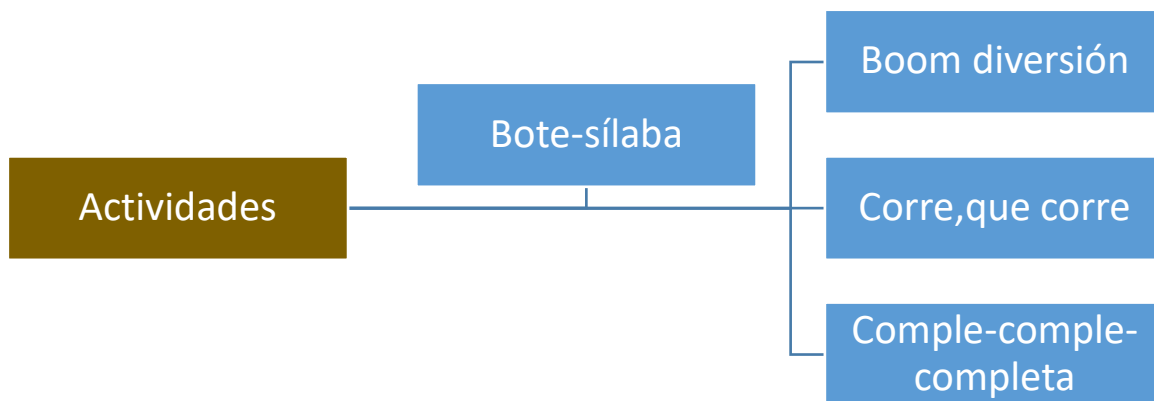 Actividades
Bote-sílaba
Boom diversión
Corre,que corre
Comple-comple-
completa